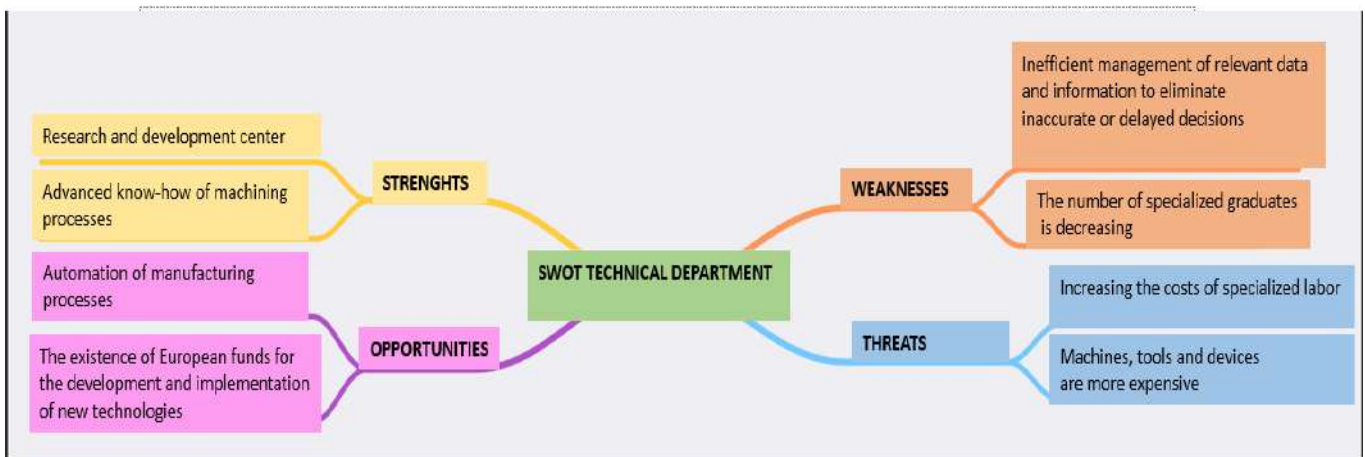 SWOT TECHNICAL DEPARTMENT
STRENGHTS
Research and development center
Advanced know-how of machining
processes
OPPORTUNITIES
Automation of manufacturing
processes
The existence of European funds for
the development and implementation
of new technologies
WEAKNESSES
Inefficient management of relevant data
and information to eliminate
inaccurate or delayed decisions
The number of specialized graduates
is decreasing
THREATS
Increasing the costs of specialized labor
Machines, tools and devices
are more expensive